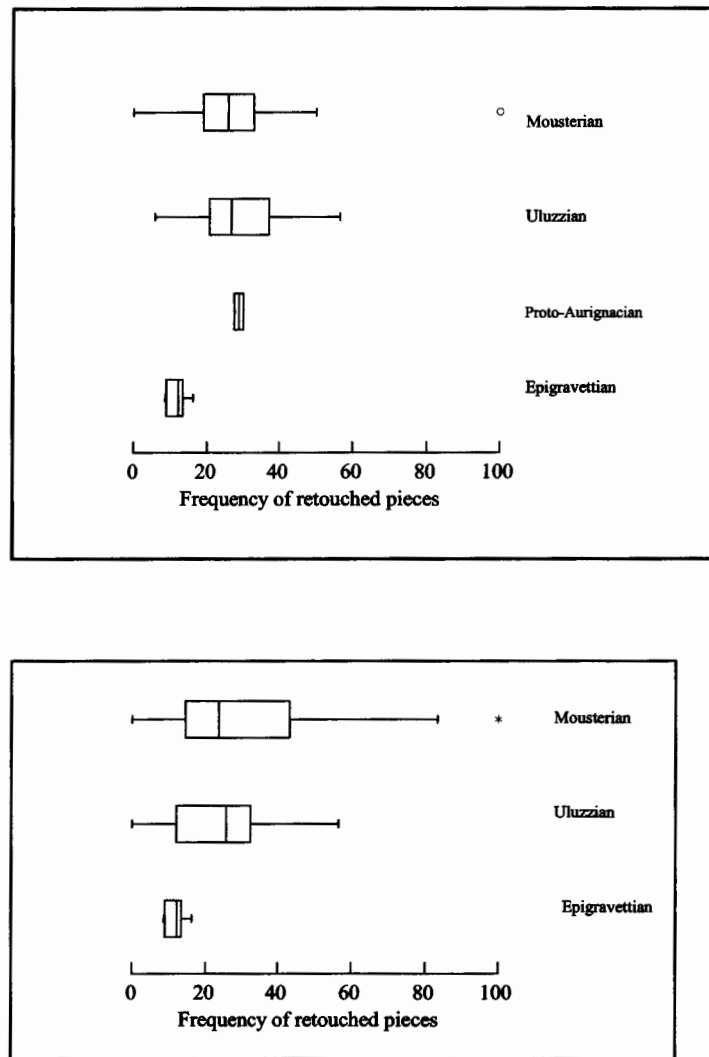 Mousterian
Uluzzian
Proto-Aurignacian
Epigravettian
0 20 40 60 80 100
Frequency of retouched pieces
Mousterian
Uluzzian
Epigravettian
0 20 40 60 80 100
Frequency of retouched pieces